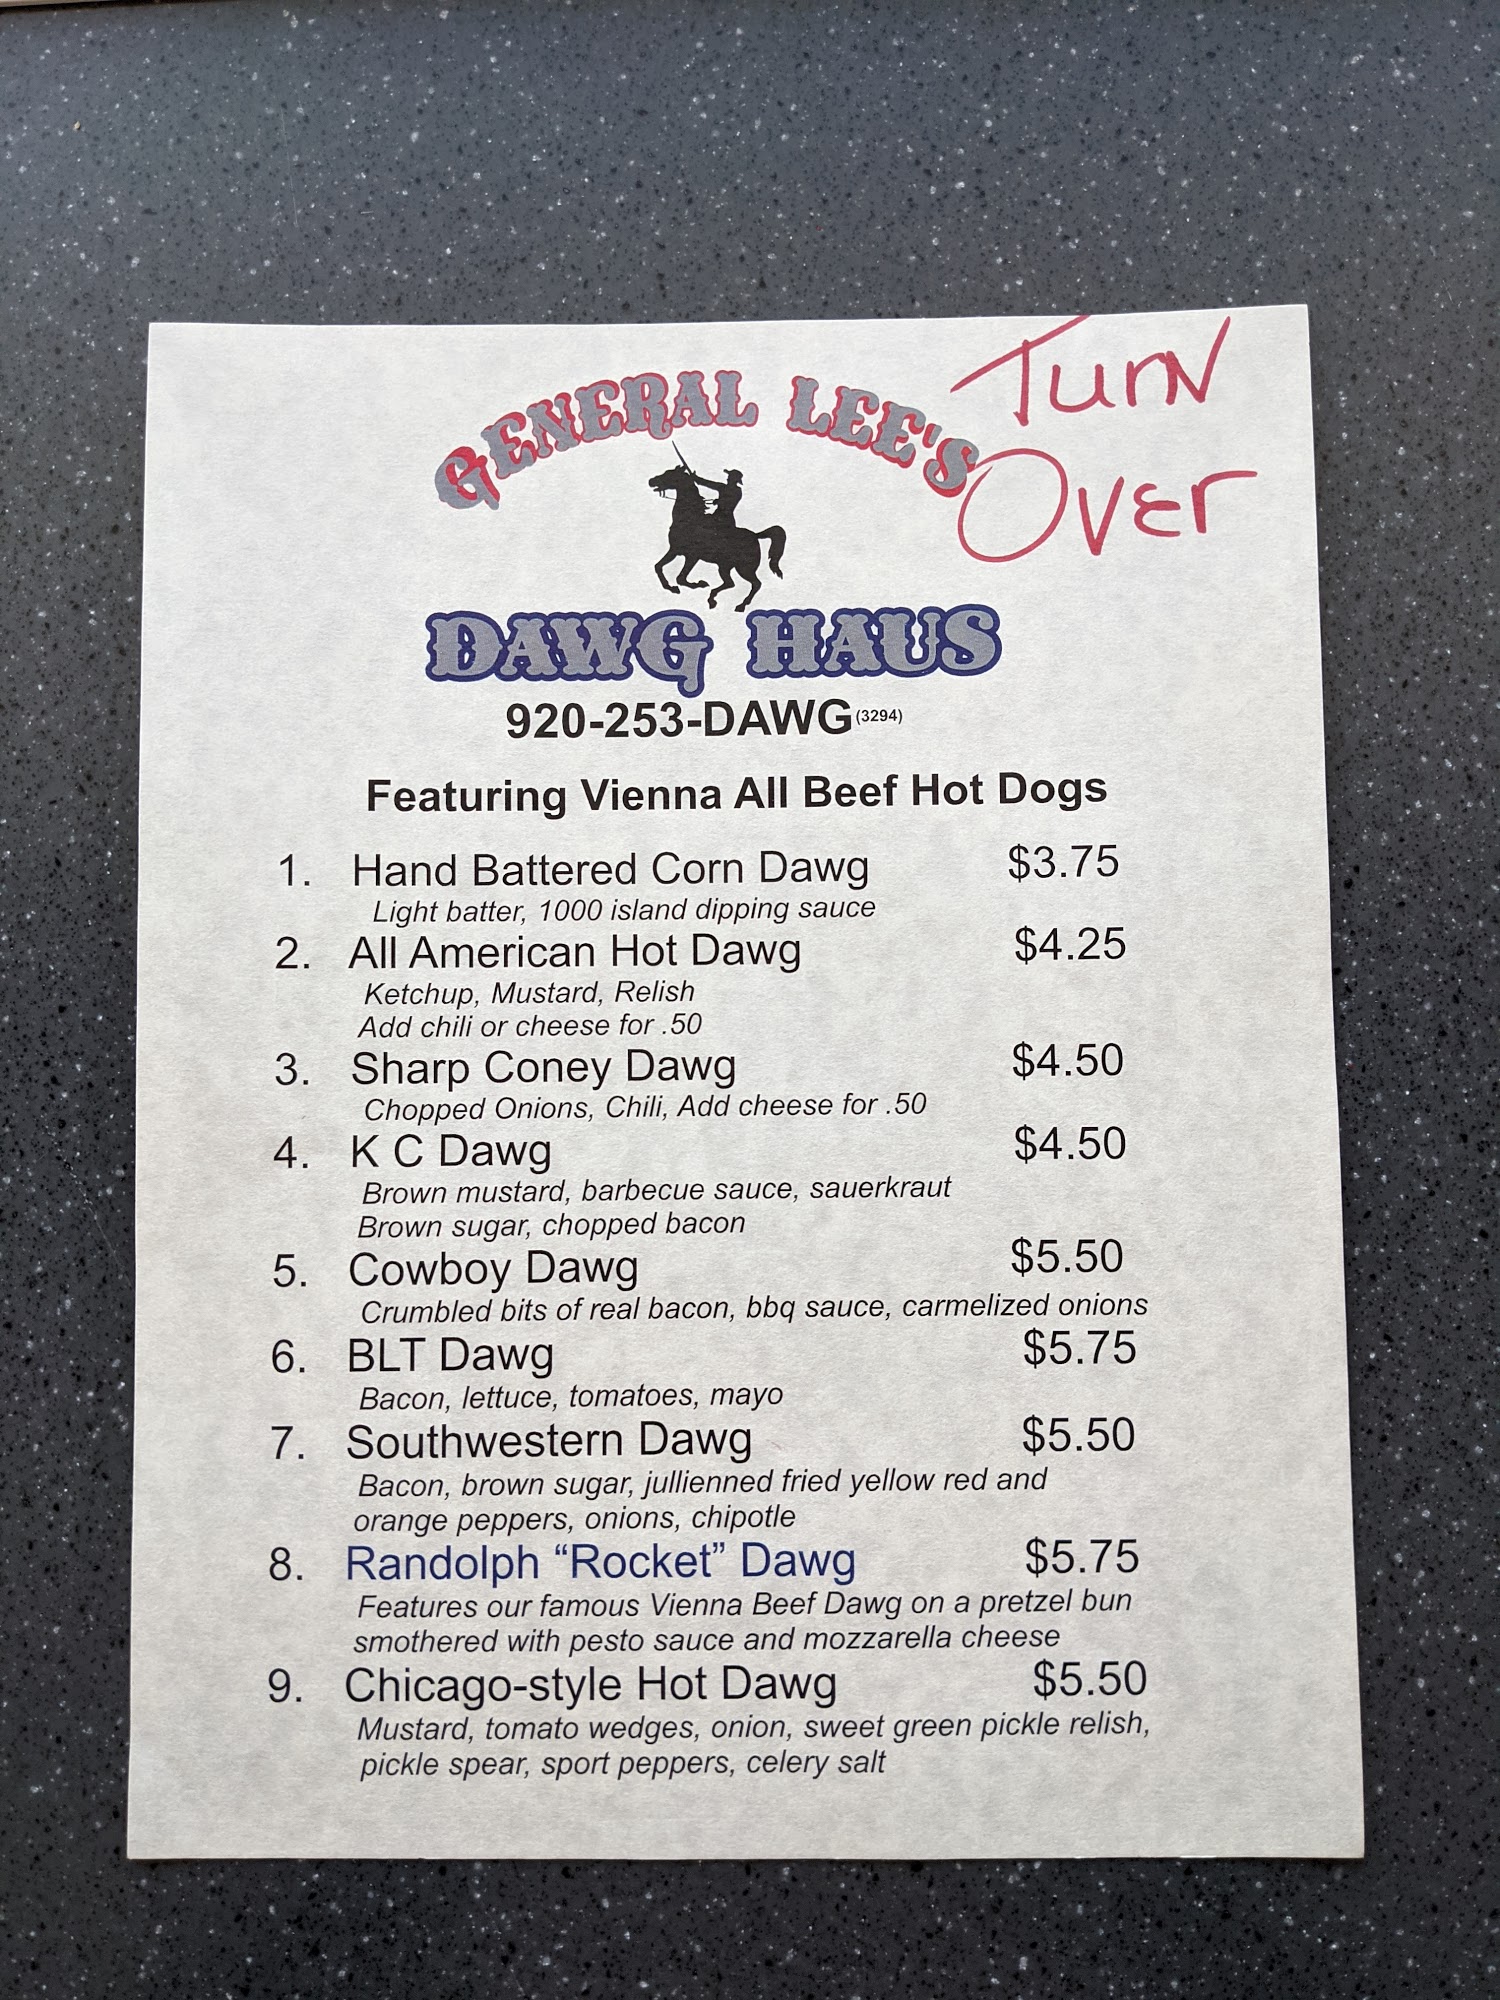 GENERAL LEE'S
Turn
Over
DAWG HAUS
920-253-DAWG(3294)
Featuring Vienna All Beef Hot Dogs
1. Hand Battered Corn Dawg $3.75
Light batter, 1000 island dipping sauce
2. All American Hot Dawg $4.25
Ketchup, Mustard, Relish
Add chili or cheese for .50
3. Sharp Coney Dawg $4.50
Chopped Onions, Chili, Add cheese for .50
4. K C Dawg $4.50
Brown mustard, barbecue sauce, sauerkraut
Brown sugar, chopped bacon
5. Cowboy Dawg $5.50
Crumbled bits of real bacon, bbq sauce, carmelized onions
6. BLT Dawg $5.75
Bacon, lettuce, tomatoes, mayo
7. Southwestern Dawg $5.50
Bacon, brown sugar, jullienned fried yellow red and
orange peppers, onions, chipotle
8. Randolph “Rocket” Dawg $5.75
Features our famous Vienna Beef Dawg on a pretzel bun
smothered with pesto sauce and mozzarella cheese
9. Chicago-style Hot Dawg $5.50
Mustard, tomato wedges, onion, sweet green pickle relish,
pickle spear, sport peppers, celery salt